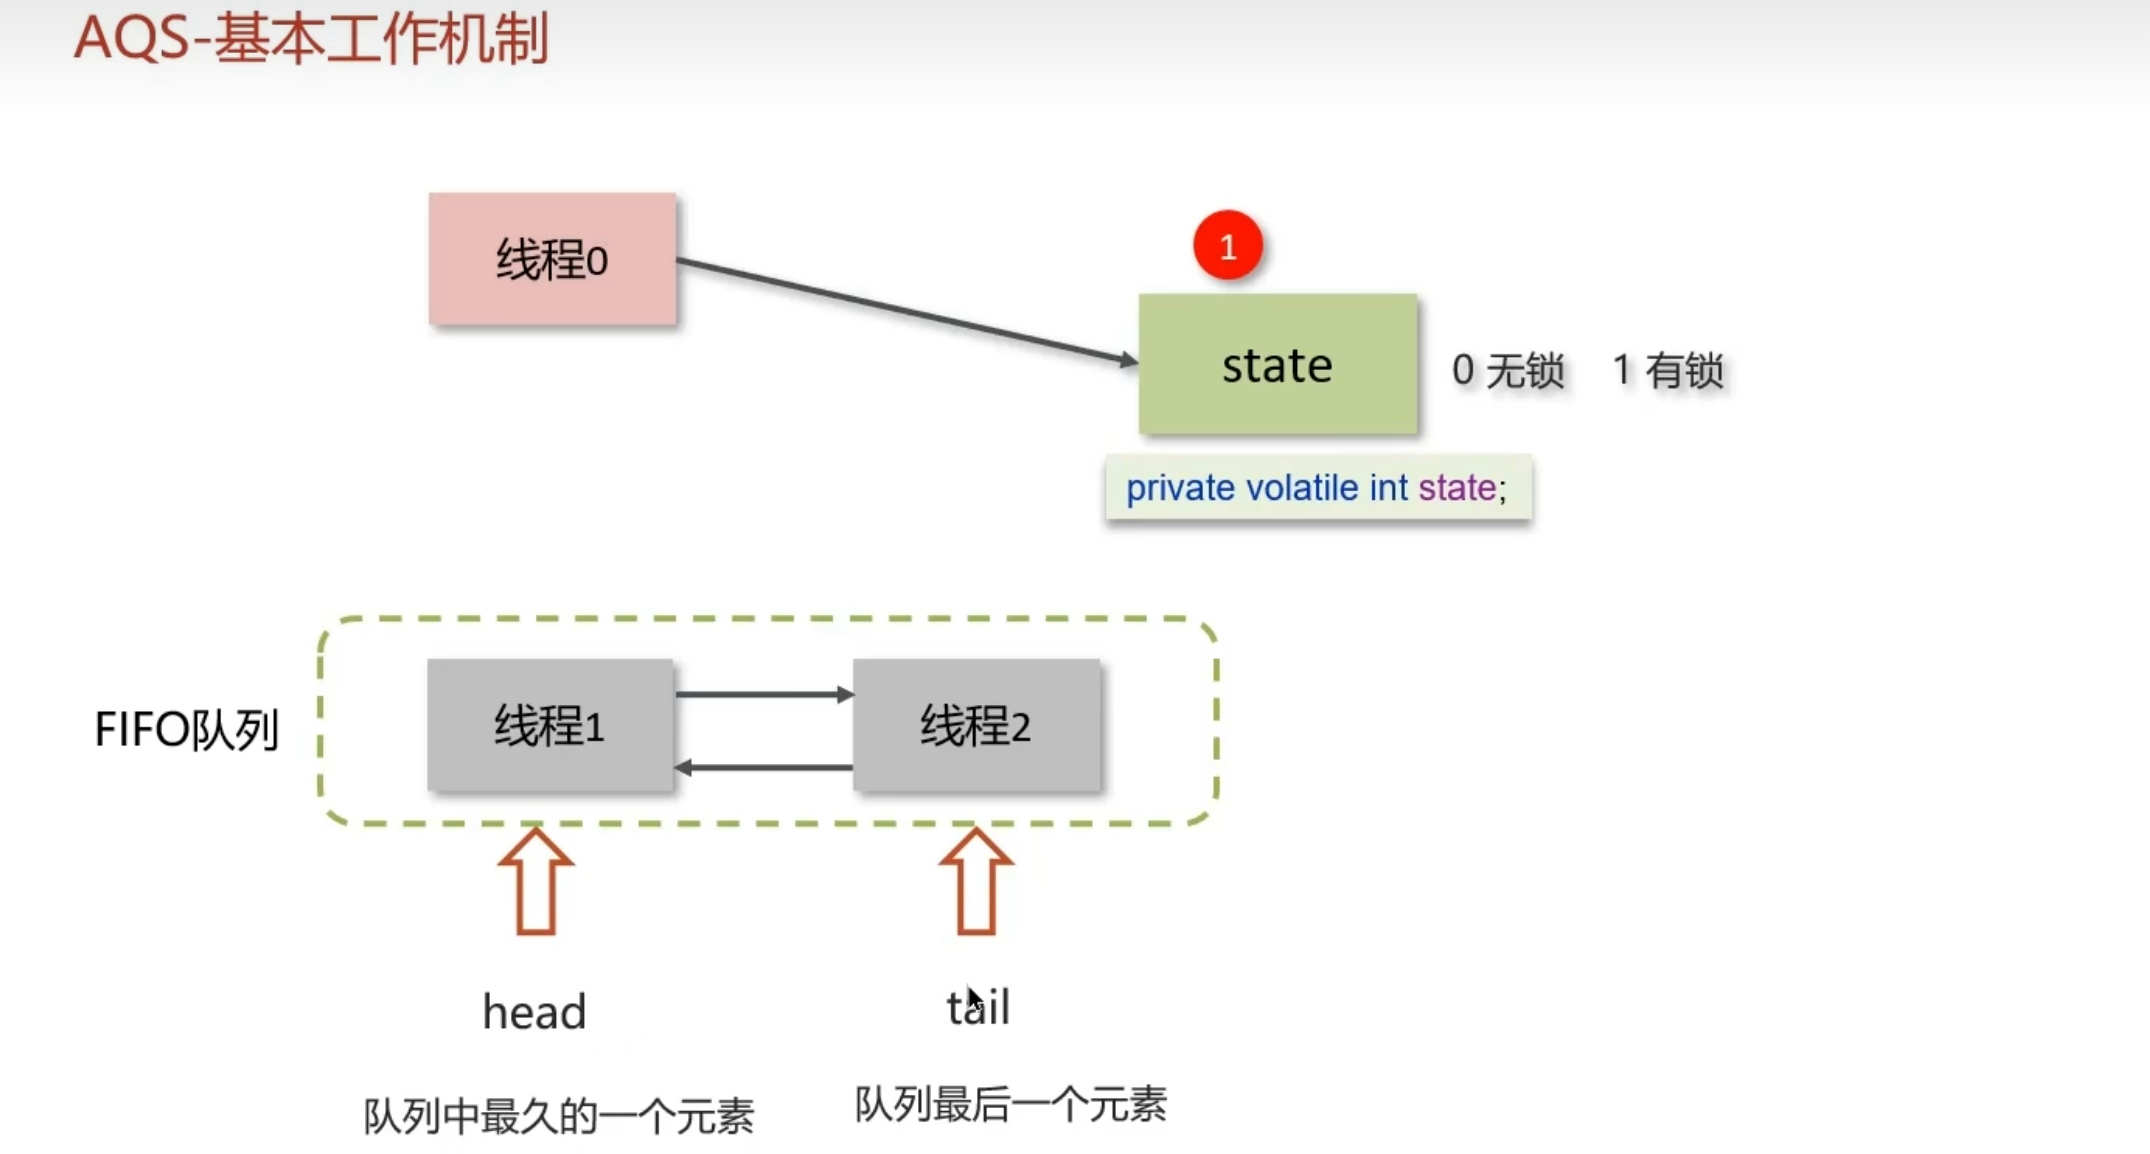 AQS-基本工作机制
线程0
1
state
0 无锁 1 有锁
private volatile int state;
FIFO队列
线程1
线程2
head
tail
队列中最久的一个元素
队列最后一个元素